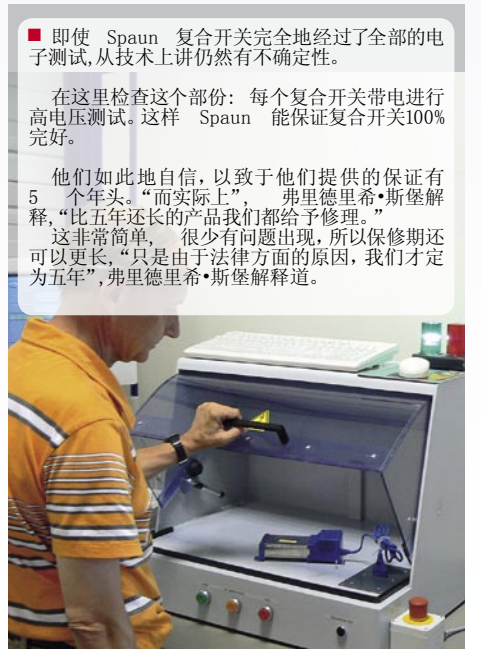 ■ 即使 Spaun 复合开关完全地经过了全部的电
子测试,从技术上讲仍然有不确定性。
在这里检查这个部份: 每个复合开关带电进行
高电压测试。这样 Spaun 能保证复合开关100%
完好。
他们如此地自信, 以致于他们提供的保证有
5 个年头。“而实际上”, 弗里德里希•斯堡解
释,“比五年还长的产品我们都给予修理。”
这非常简单, 很少有问题出现, 所以保修期还
可以更长,“只是由于法律方面的原因, 我们才定
为五年”,弗里德里希•斯堡解释道。